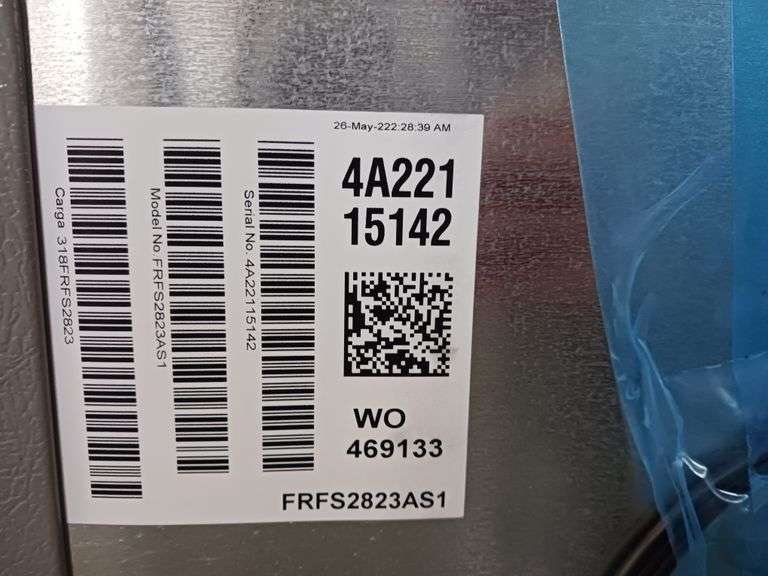 26-May-222:28:39 AM
4A221
15142
Carga 318FRFS2823
Model No.FRFS2823AS1
Serial No. 4A22115142
WO
469133
FRFS2823AS1